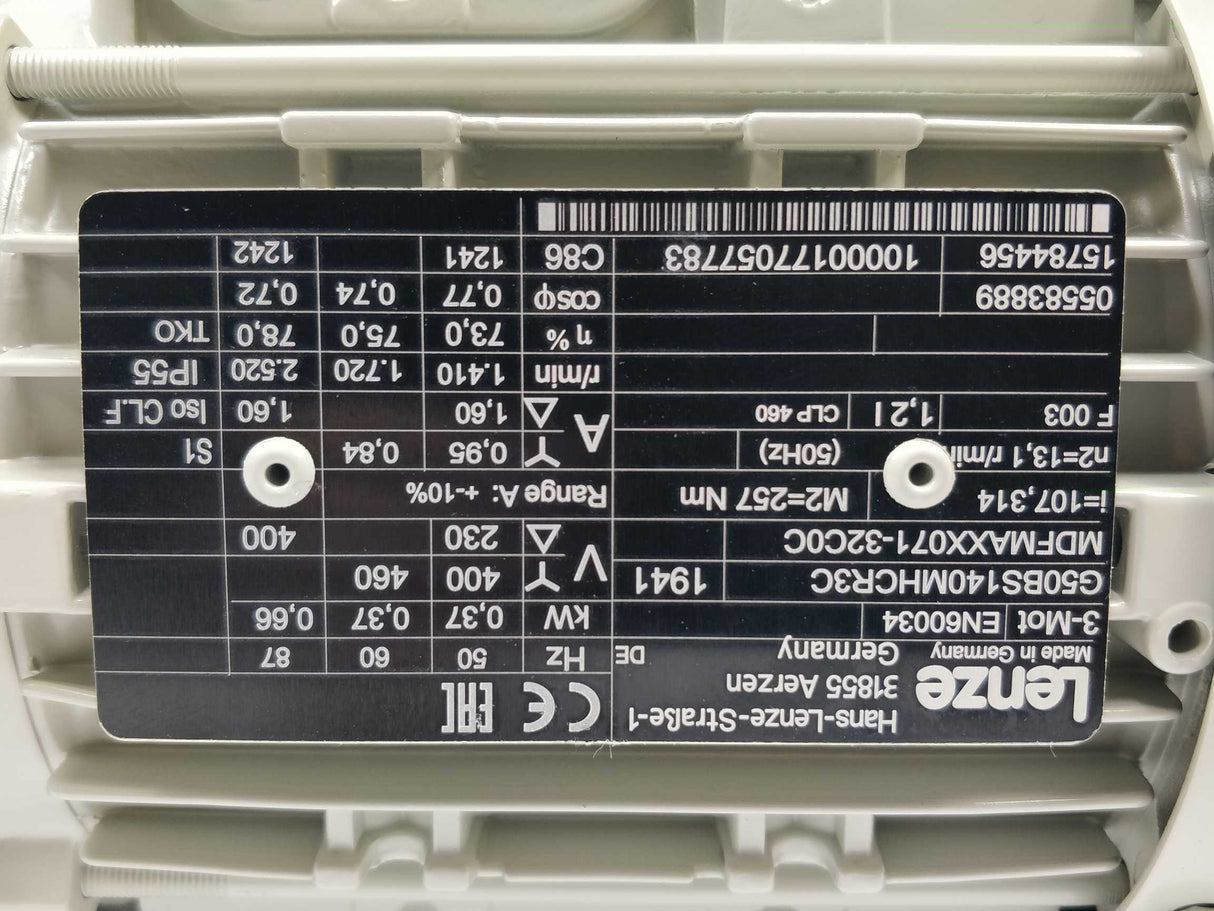 Lenze Hans-Lenze-Straße-1
31855 Aerzen
Made in Germany Germany DE
3-Mot EN60034
G50BS140MHCR3C 1941
MDFMAXX071-32C0C
i=107,314 M2=257 Nm
n2=13,1 r/min (50Hz)
F 003 1,2 l CLP 460
05583889
15784456 1000017705783
CE EAC
Hz 50 60 87
kW 0,37 0,37 0,66
V Y 400 460
△ 230 400
Range A: +-10%
A Y 0,95 0,84 S1
△ 1,60 1,60 Iso CL.F
r/min 1.410 1.720 2.520 IP55
η % 73,0 75,0 78,0 TKO
cosφ 0,77 0,74 0,72
C86 1241 1242